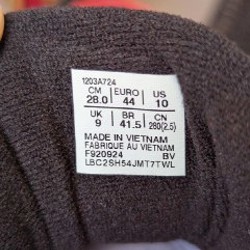 1203A724
CM EURO US
28.0 44 10
UK BR CN
9 41.5 280(2.5)
MADE IN VIETNAM
FABRIQUE AU VIETNAM
F920924 BV
LBC2SH54JMT7TWL